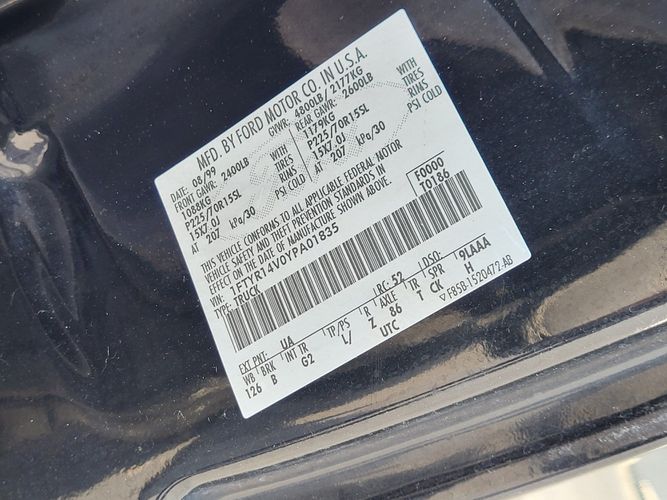 MFD. BY FORD MOTOR CO. IN U.S.A.
DATE: 08/99 GVWR: 4800LB/ 2177KG
FRONT GAWR: 2400LB REAR GAWR: 2600LB
1088KG WITH 1179KG WITH
P225/70R15SL TIRES P225/70R15SL TIRES
15X7.0J RIMS 15X7.0J RIMS
AT 207 kPa/30 PSI COLD AT 207 kPa/30 PSI COLD
THIS VEHICLE CONFORMS TO ALL APPLICABLE FEDERAL MOTOR
VEHICLE SAFETY AND THEFT PREVENTION STANDARDS IN
EFFECT ON THE DATE OF MANUFACTURE SHOWN ABOVE.
VIN: 1FTYR14V0YPA01835 F0000
TYPE: TRUCK T0186
EXT PNT: UA RC: 52 DSO:
WB BRK INT TR TP/PS R AXLE TR SPR 9LAAA
126 B G2 L/ Z 86 T CK H
UTC ▽F85B-1520472-AB